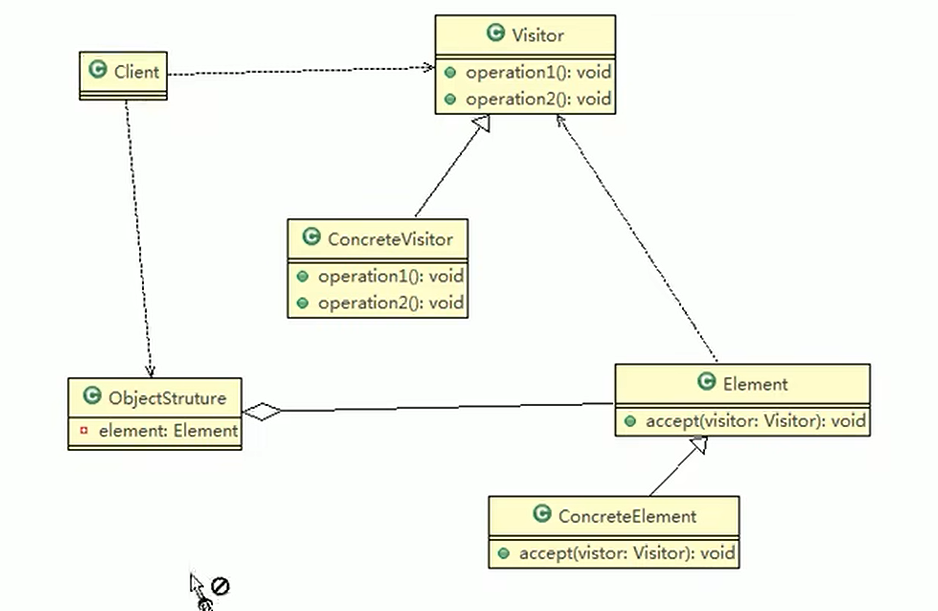 Visitor
operation1(): void
operation2(): void
Client
ConcreteVisitor
operation1(): void
operation2(): void
ObjectStruture
element: Element
Element
accept(visitor: Visitor): void
ConcreteElement
accept(vistor: Visitor): void